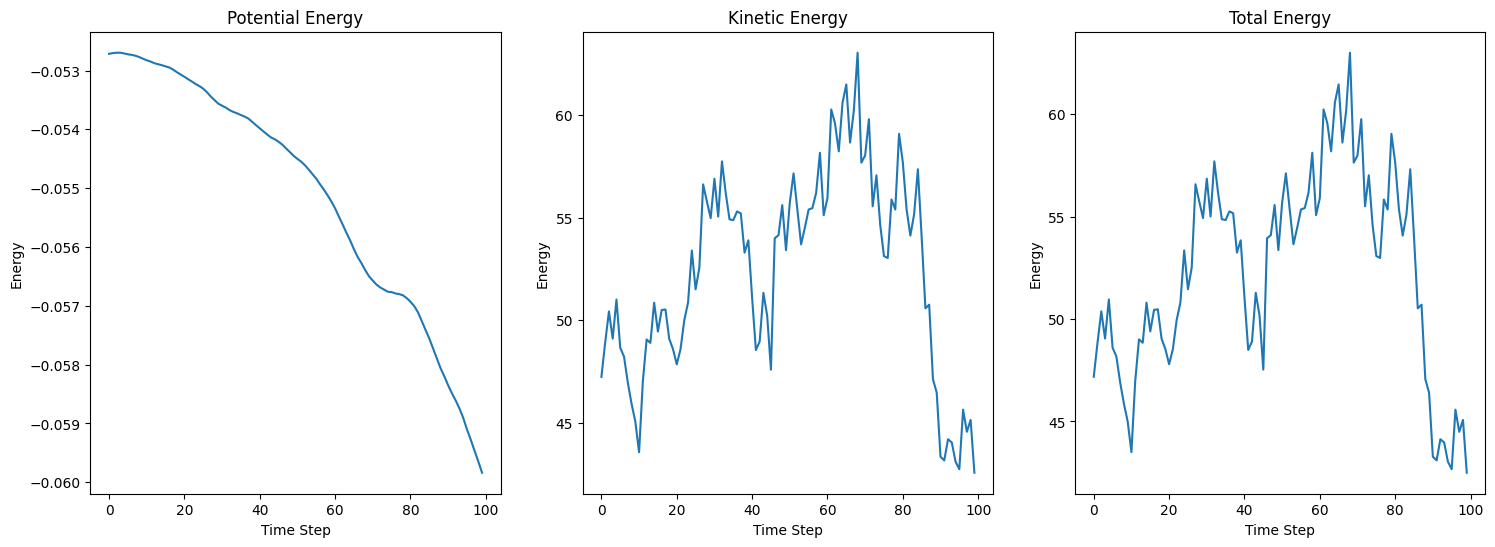 Potential Energy
Energy
−0.053
−0.054
−0.055
−0.056
−0.057
−0.058
−0.059
−0.060
0 20 40 60 80 100
Time Step
Kinetic Energy
Energy
60
55
50
45
0 20 40 60 80 100
Time Step
Total Energy
Energy
60
55
50
45
0 20 40 60 80 100
Time Step